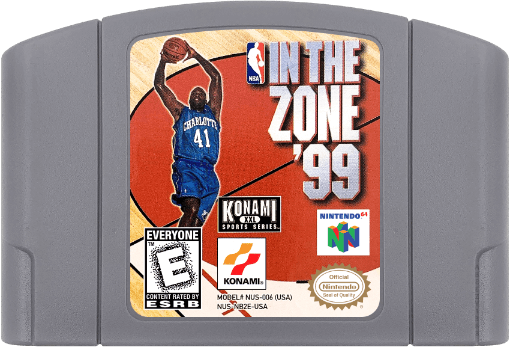 NBA
IN THE
ZONE
'99
CHARLOTTE
41
KONAMI
XXL
SPORTS SERIES
NINTENDO 64
N
EVERYONE
E
CONTENT RATED BY
ESRB
KONAMI
Official
Nintendo
Seal of Quality
MODEL# NUS-006 (USA)
NUS-NB2E-USA